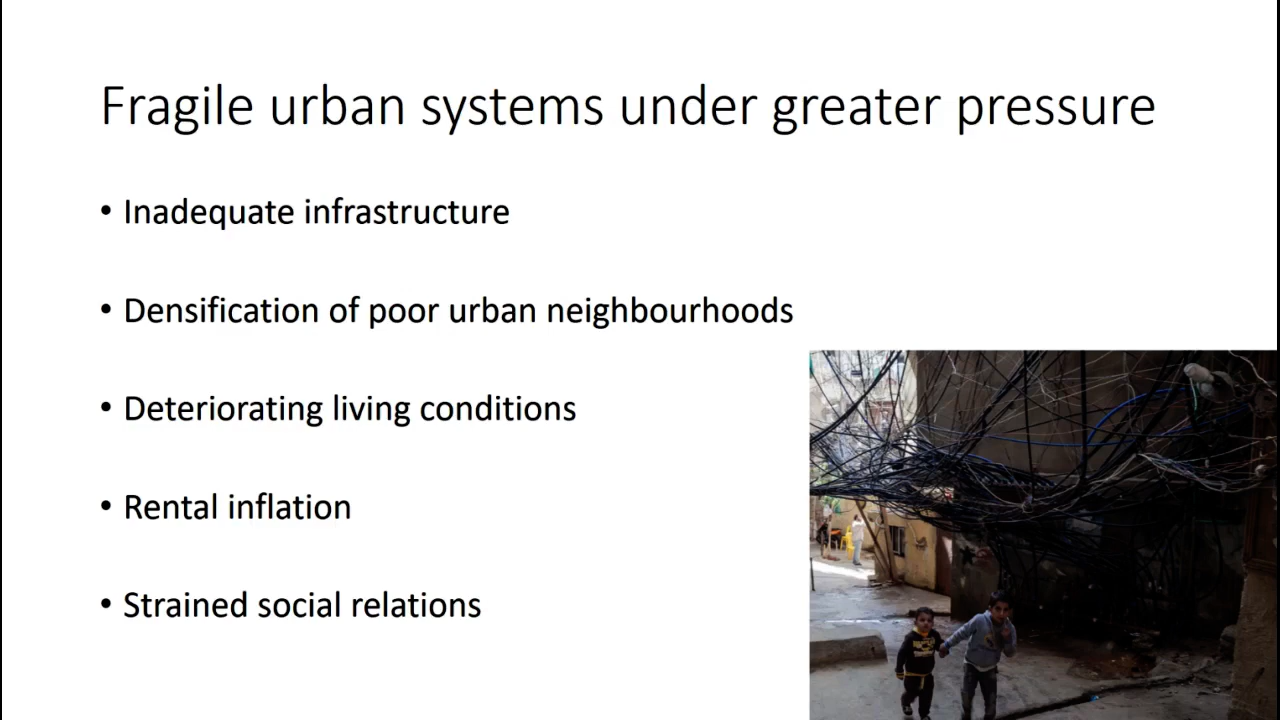 Fragile urban systems under greater pressure
• Inadequate infrastructure
• Densification of poor urban neighbourhoods
• Deteriorating living conditions
• Rental inflation
• Strained social relations